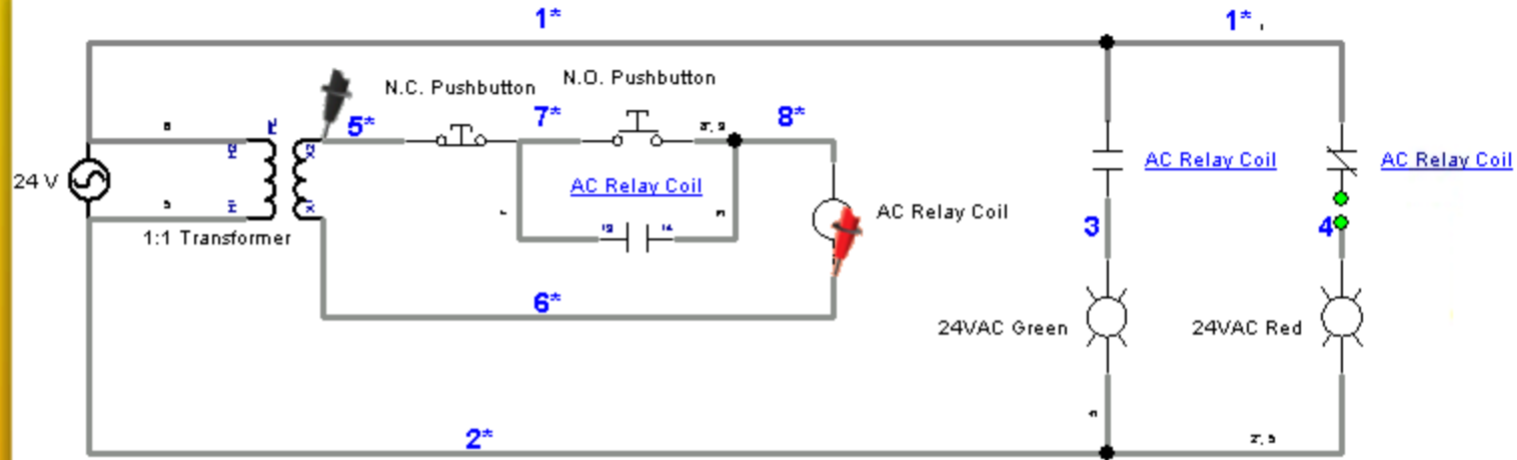 1* 1*
N.C. Pushbutton N.O. Pushbutton
5* 7* 8*
24 V
AC Relay Coil
AC Relay Coil
AC Relay Coil
AC Relay Coil
1:1 Transformer
3 4
6*
24VAC Green 24VAC Red
2*